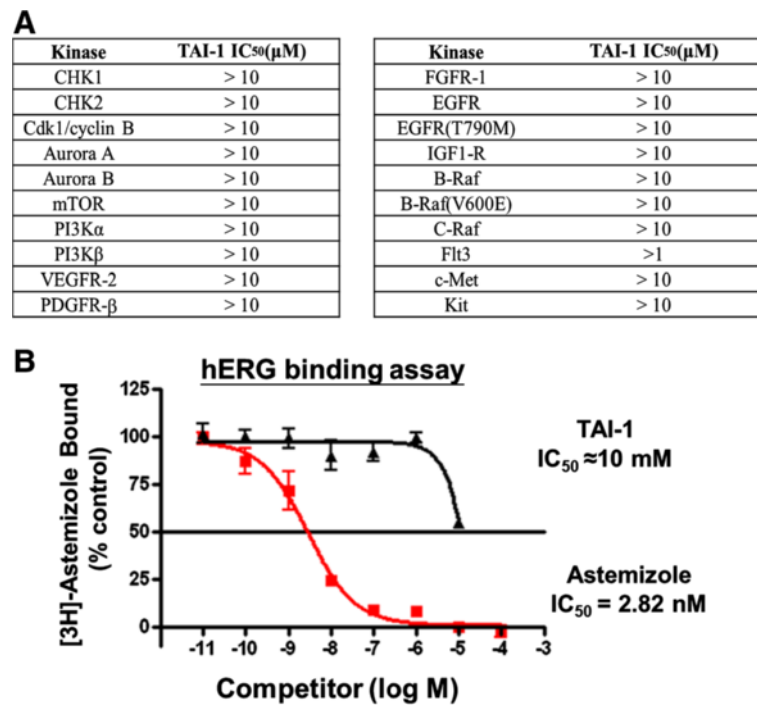 A
Kinase TAI-1 IC50(μM)
CHK1 > 10
CHK2 > 10
Cdk1/cyclin B > 10
Aurora A > 10
Aurora B > 10
mTOR > 10
PI3Kα > 10
PI3Kβ > 10
VEGFR-2 > 10
PDGFR-β > 10
Kinase TAI-1 IC50(μM)
FGFR-1 > 10
EGFR > 10
EGFR(T790M) > 10
IGF1-R > 10
B-Raf > 10
B-Raf(V600E) > 10
C-Raf > 10
Flt3 >1
c-Met > 10
Kit > 10
B
hERG binding assay
[3H]-Astemizole Bound
(% control)
125
100
75
50
25
0
-11 -10 -9 -8 -7 -6 -5 -4 -3
Competitor (log M)
TAI-1
IC50 ≈10 mM
Astemizole
IC50 = 2.82 nM